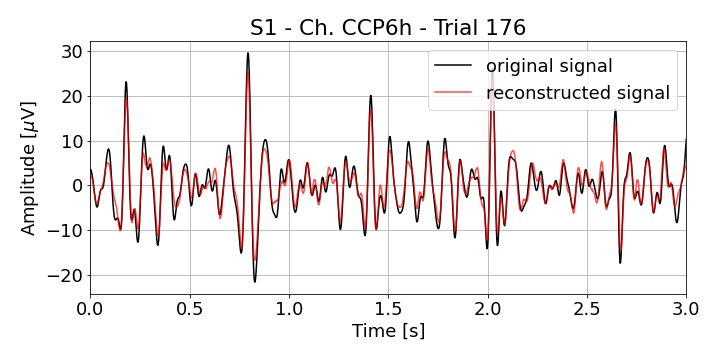 S1 - Ch. CCP6h - Trial 176
original signal
reconstructed signal
Amplitude [μV]
30
20
10
0
−10
−20
0.0 0.5 1.0 1.5 2.0 2.5 3.0
Time [s]